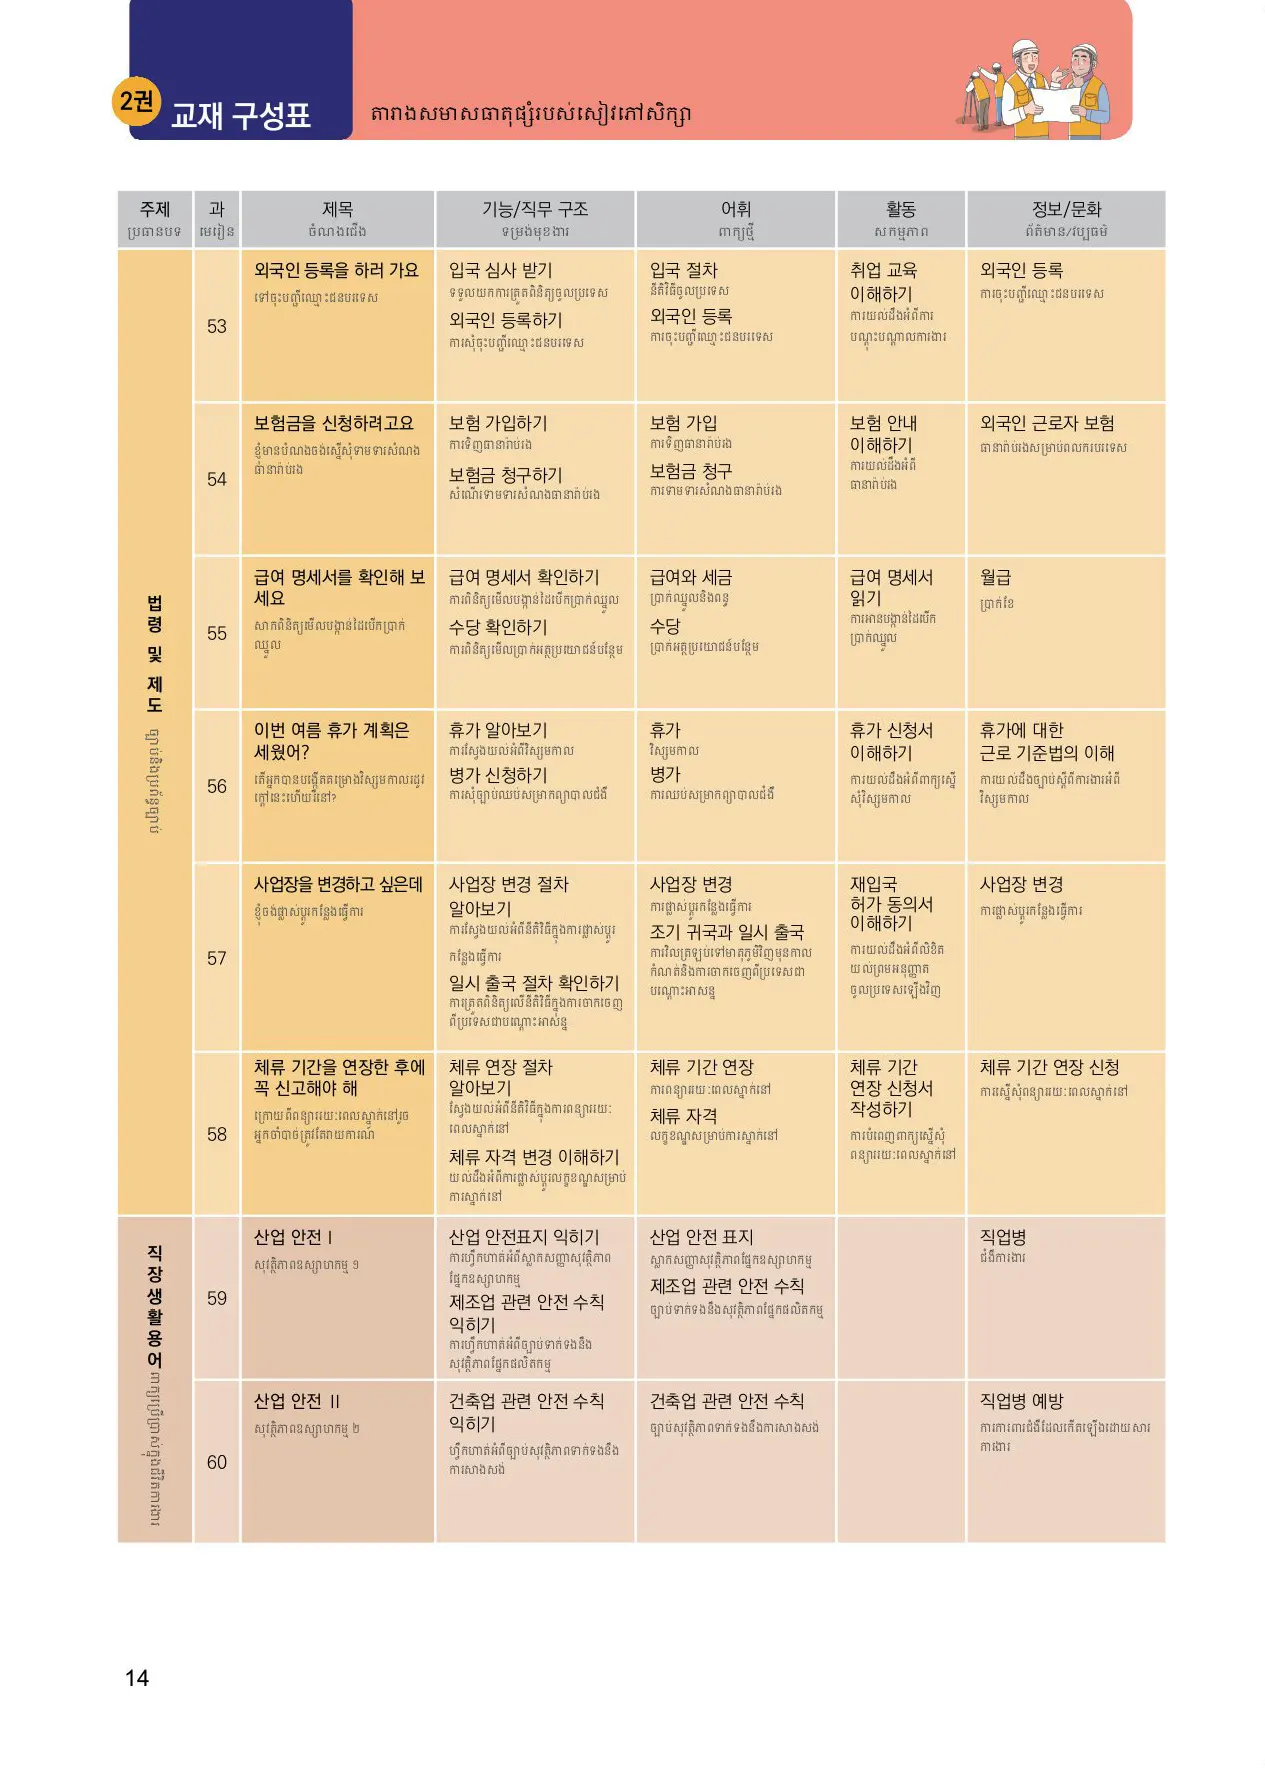 2권
교재 구성표
តារាងសមាសធាតុផ្សំរបស់សៀវភៅសិក្សា
주제
ប្រធានបទ
과
មេរៀន
제목
ចំណងជើង
기능/직무 구조
ទម្រង់មុខងារ
어휘
ពាក្យថ្មី
활동
សកម្មភាព
정보/문화
ព័ត៌មាន/វប្បធម៌
법령 및 제도
ច្បាប់និងប្រព័ន្ធច្បាប់
53
외국인 등록을 하러 가요
ទៅចុះបញ្ជីឈ្មោះជនបរទេស
입국 심사 받기
ទទួលយកការត្រួតពិនិត្យចូលប្រទេស
외국인 등록하기
ការសុំចុះបញ្ជីឈ្មោះជនបរទេស
입국 절차
នីតិវិធីចូលប្រទេស
외국인 등록
ការចុះបញ្ជីឈ្មោះជនបរទេស
취업 교육
이해하기
ការយល់ដឹងអំពីការ
បណ្តុះបណ្តាលការងារ
외국인 등록
ការចុះបញ្ជីឈ្មោះជនបរទេស
54
보험금을 신청하려고요
ខ្ញុំមានបំណងចង់ស្នើសុំទាមទារសំណង
ធានារ៉ាប់រង
보험 가입하기
ការទិញធានារ៉ាប់រង
보험금 청구하기
សំណើរទាមទារសំណងធានារ៉ាប់រង
보험 가입
ការទិញធានារ៉ាប់រង
보험금 청구
ការទាមទារសំណងធានារ៉ាប់រង
보험 안내
이해하기
ការយល់ដឹងអំពី
ធានារ៉ាប់រង
외국인 근로자 보험
ធានារ៉ាប់រងសម្រាប់ពលករបរទេស
55
급여 명세서를 확인해 보
세요
សាកពិនិត្យមើលបង្កាន់ដៃបើកប្រាក់
ឈ្នួល
급여 명세서 확인하기
ការពិនិត្យមើលបង្កាន់ដៃបើកប្រាក់ឈ្នួល
수당 확인하기
ការពិនិត្យមើលប្រាក់អត្ថប្រយោជន៍បន្ថែម
급여와 세금
ប្រាក់ឈ្នួលនិងពន្ធ
수당
ប្រាក់អត្ថប្រយោជន៍បន្ថែម
급여 명세서
읽기
ការអានបង្កាន់ដៃបើក
ប្រាក់ឈ្នួល
월급
ប្រាក់ខែ
56
이번 여름 휴가 계획은
세웠어?
តើអ្នកបានបង្កើតគម្រោងវិស្សមកាលរដូវ
ក្តៅនេះហើយឺនៅ?
휴가 알아보기
ការស្វែងយល់អំពីវិស្សមកាល
병가 신청하기
ការសុំច្បាប់ឈប់សម្រាកព្យាបាលជំងឺ
휴가
វិស្សមកាល
병가
ការឈប់សម្រាកព្យាបាលជំងឺ
휴가 신청서
이해하기
ការយល់ដឹងអំពីពាក្យស្នើ
សុំវិស្សមកាល
휴가에 대한
근로 기준법의 이해
ការយល់ដឹងច្បាប់ស្តីពីការងារអំពី
វិស្សមកាល
57
사업장을 변경하고 싶은데
ខ្ញុំចង់ផ្លាស់ប្តូរកន្លែងធ្វើការ
사업장 변경 절차
알아보기
ការស្វែងយល់អំពីនីតិវិធីក្នុងការផ្លាស់ប្តូរ
កន្លែងធ្វើការ
일시 출국 절차 확인하기
ការត្រួតពិនិត្យលើនីតិវិធីក្នុងការចាកចេញ
ពីប្រទេសជាបណ្តោះអាសន្ន
사업장 변경
ការផ្លាស់ប្តូរកន្លែងធ្វើការ
조기 귀국과 일시 출국
ការវិលត្រឡប់ទៅមាតុភូមិវិញមុនកាល
កំណត់និងការចាកចេញពីប្រទេសជា
បណ្តោះអាសន្ន
재입국
허가 동의서
이해하기
ការយល់ដឹងអំពីលិខិត
យល់ព្រមអនុញ្ញាត
ចូលប្រទេសឡើងវិញ
사업장 변경
ការផ្លាស់ប្តូរកន្លែងធ្វើការ
58
체류 기간을 연장한 후에
꼭 신고해야 해
ក្រោយពីពន្យាររយៈពេលស្នាក់នៅរួច
អ្នកចាំបាច់ត្រូវតែរាយការណ៍
체류 연장 절차
알아보기
ស្វែងយល់អំពីនីតិវិធីក្នុងការពន្យាររយៈ
ពេលស្នាក់នៅ
체류 자격 변경 이해하기
យល់ដឹងអំពីការផ្លាស់ប្តូរលក្ខខណ្ឌសម្រាប់
ការស្នាក់នៅ
체류 기간 연장
ការពន្យាររយៈពេលស្នាក់នៅ
체류 자격
លក្ខខណ្ឌសម្រាប់ការស្នាក់នៅ
체류 기간
연장 신청서
작성하기
ការបំពេញពាក្យស្នើសុំ
ពន្យាររយៈពេលស្នាក់នៅ
체류 기간 연장 신청
ការស្នើសុំពន្យាររយៈពេលស្នាក់នៅ
직장생활용어
ពាក្យប្រើប្រាស់ក្នុងជីវិតការងារ
59
산업 안전 Ⅰ
សុវត្ថិភាពឧស្សាហកម្ម ១
산업 안전표지 익히기
ការហ្វឹកហាត់អំពីស្លាកសញ្ញាសុវត្ថិភាព
ផ្នែកឧស្សាហកម្ម
제조업 관련 안전 수칙
익히기
ការហ្វឹកហាត់អំពីច្បាប់ទាក់ទងនឹង
សុវត្ថិភាពផ្នែកផលិតកម្ម
산업 안전 표지
ស្លាកសញ្ញាសុវត្ថិភាពផ្នែកឧស្សាហកម្ម
제조업 관련 안전 수칙
ច្បាប់ទាក់ទងនឹងសុវត្ថិភាពផ្នែកផលិតកម្ម
직업병
ជំងឺការងារ
60
산업 안전 Ⅱ
សុវត្ថិភាពឧស្សាហកម្ម ២
건축업 관련 안전 수칙
익히기
ហ្វឹកហាត់អំពីច្បាប់សុវត្ថិភាពទាក់ទងនឹង
ការសាងសង់
건축업 관련 안전 수칙
ច្បាប់សុវត្ថិភាពទាក់ទងនឹងការសាងសង់
직업병 예방
ការការពារជំងឺដែលកើតឡើងដោយសារ
ការងារ
14